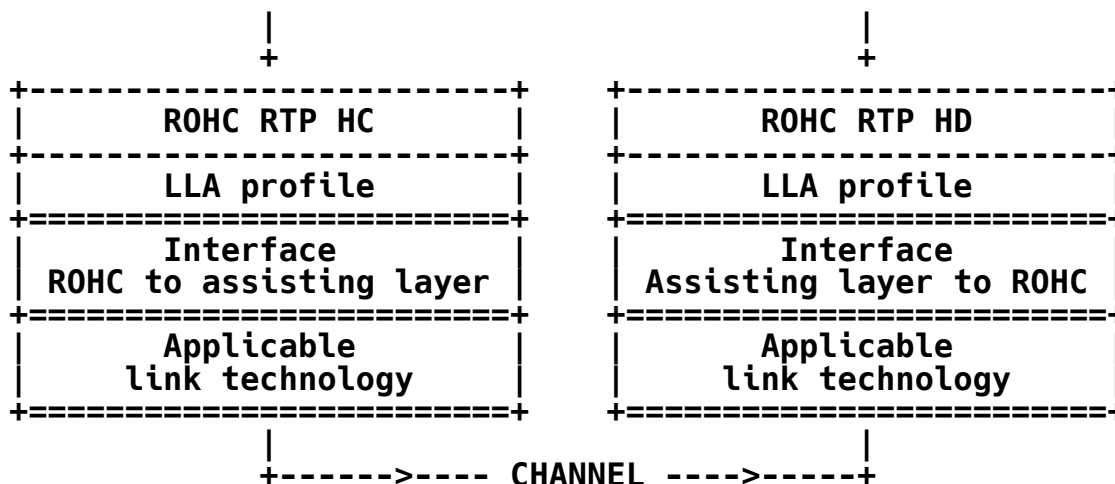 ROHC RTP HC ROHC RTP HD
LLA profile LLA profile
Interface Interface
ROHC to assisting layer Assisting layer to ROHC
Applicable Applicable
link technology link technology
CHANNEL